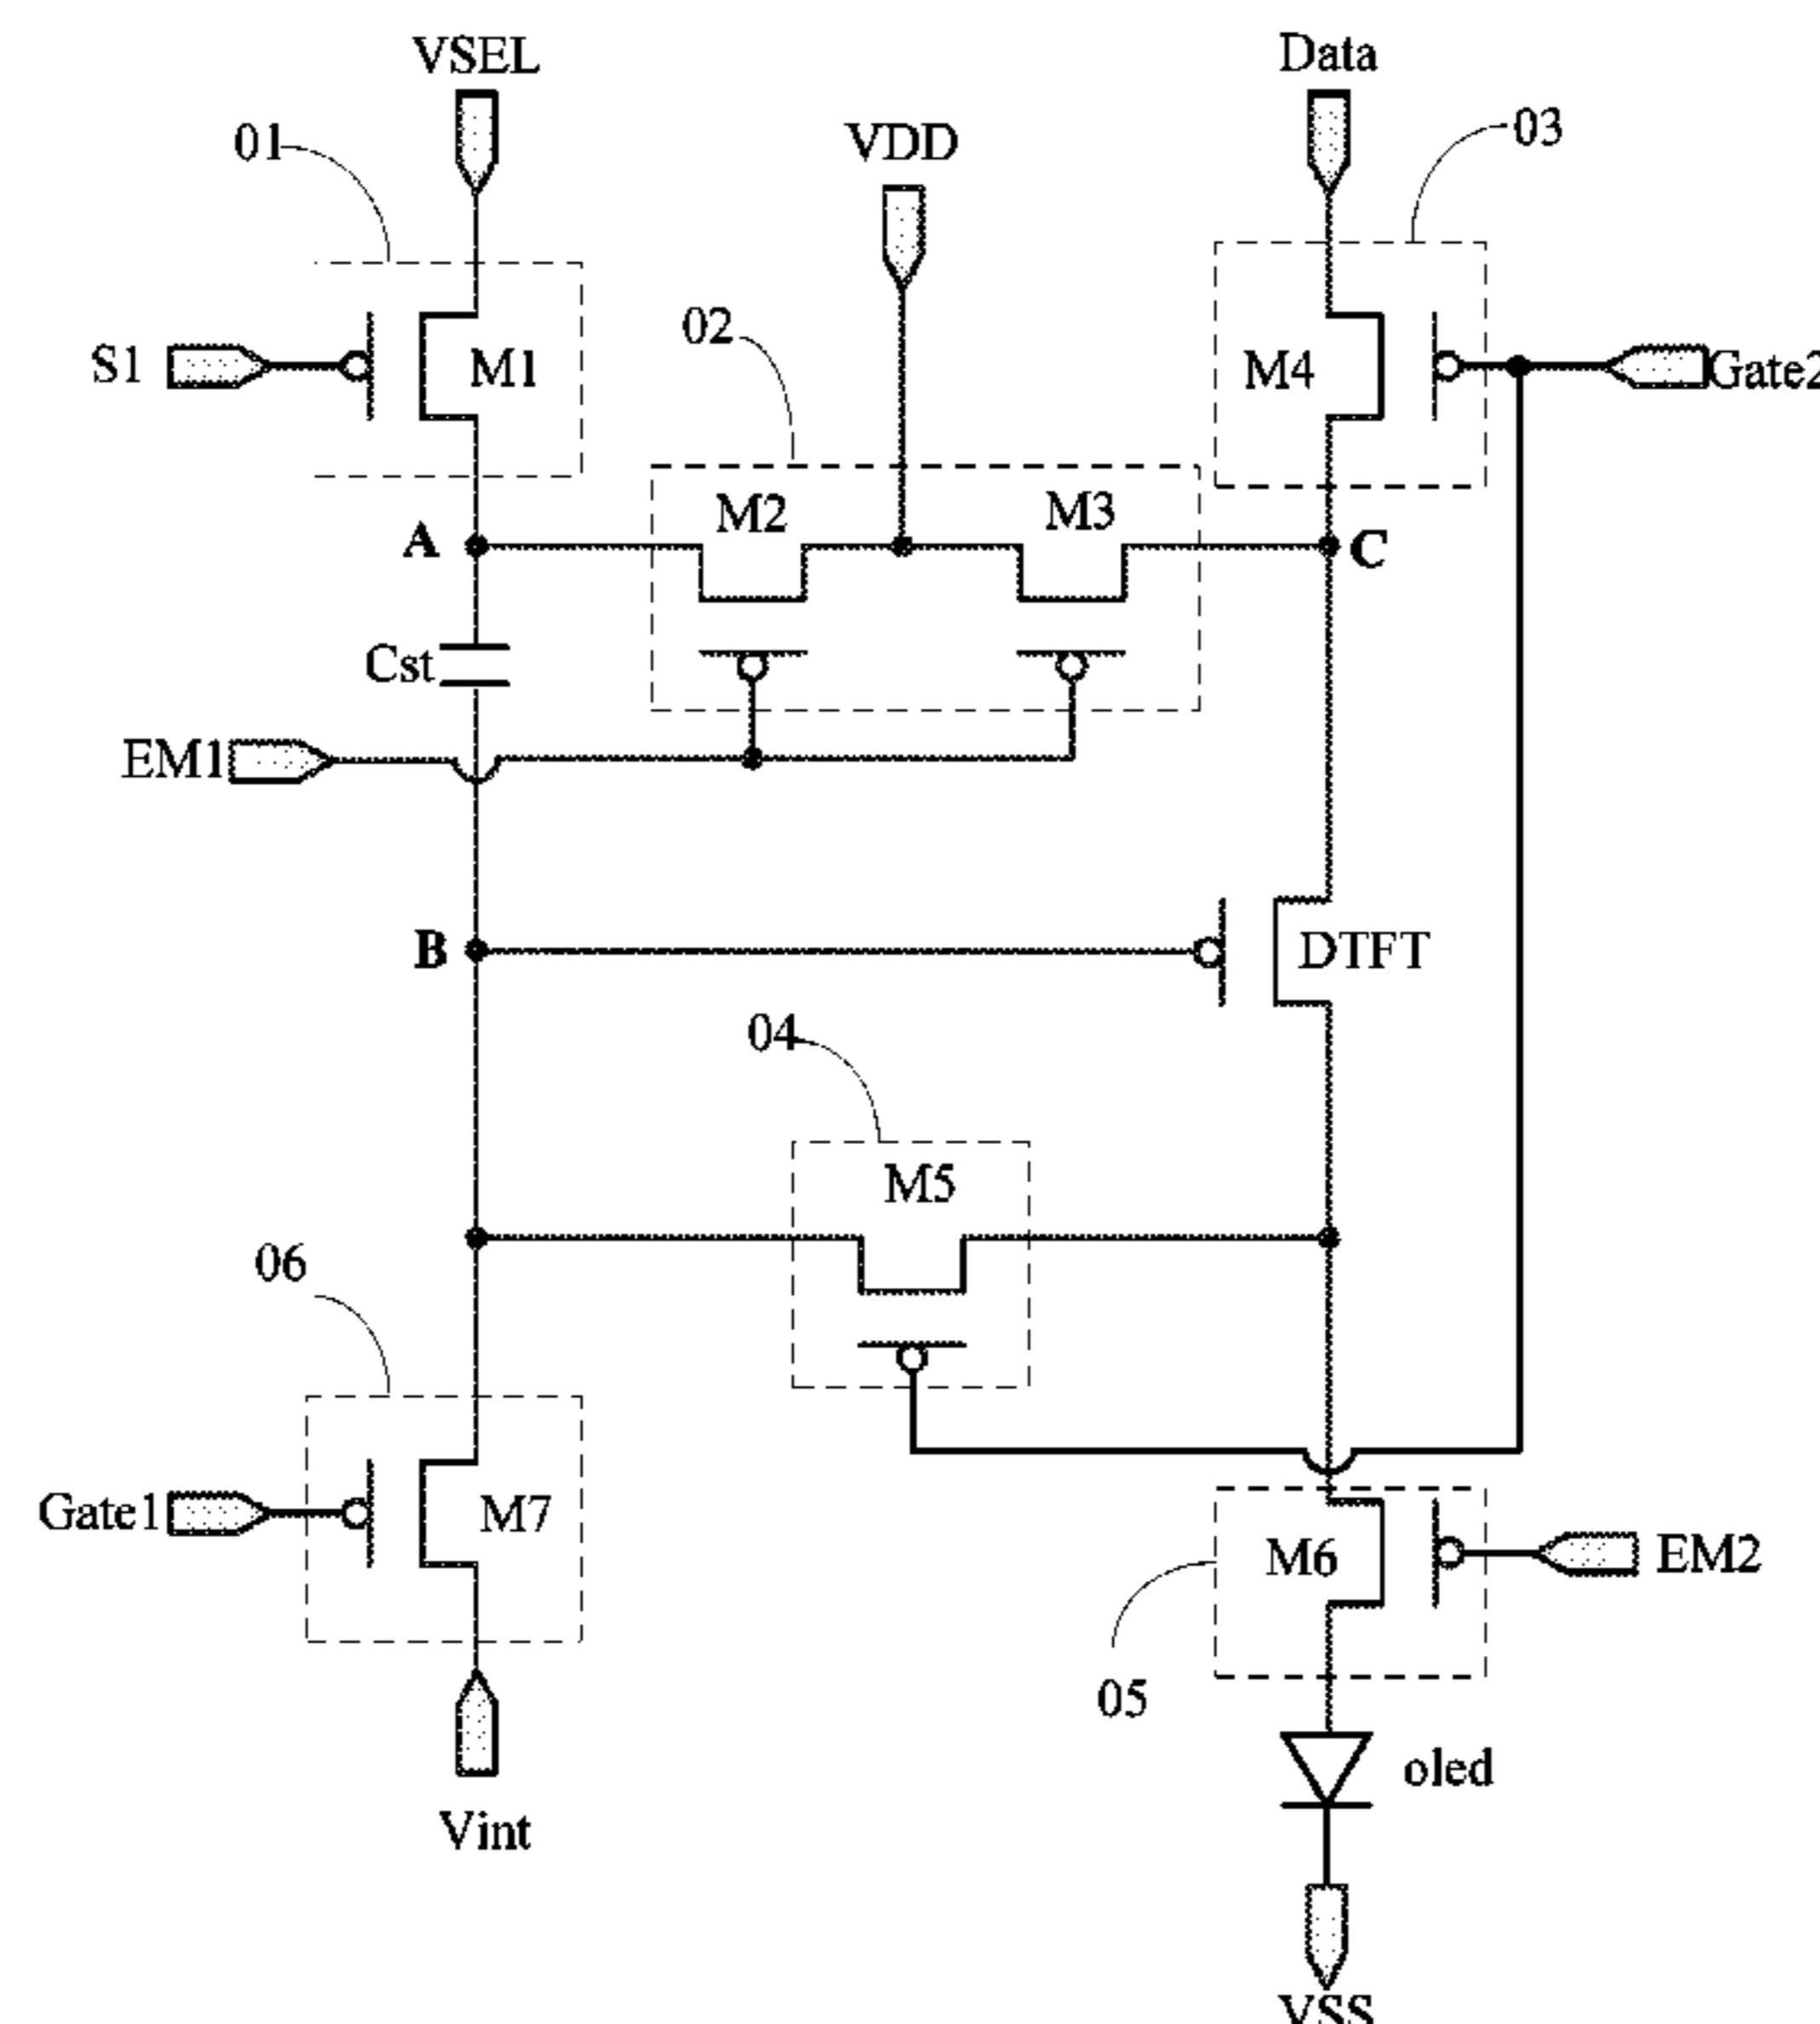 VSEL
Data
VDD
01
03
02
S1
M1
M4
Gate2
M2
M3
A
C
Cst
EM1
B
DTFT
04
M5
06
Gate1
M7
M6
EM2
05
oled
Vint
VSS